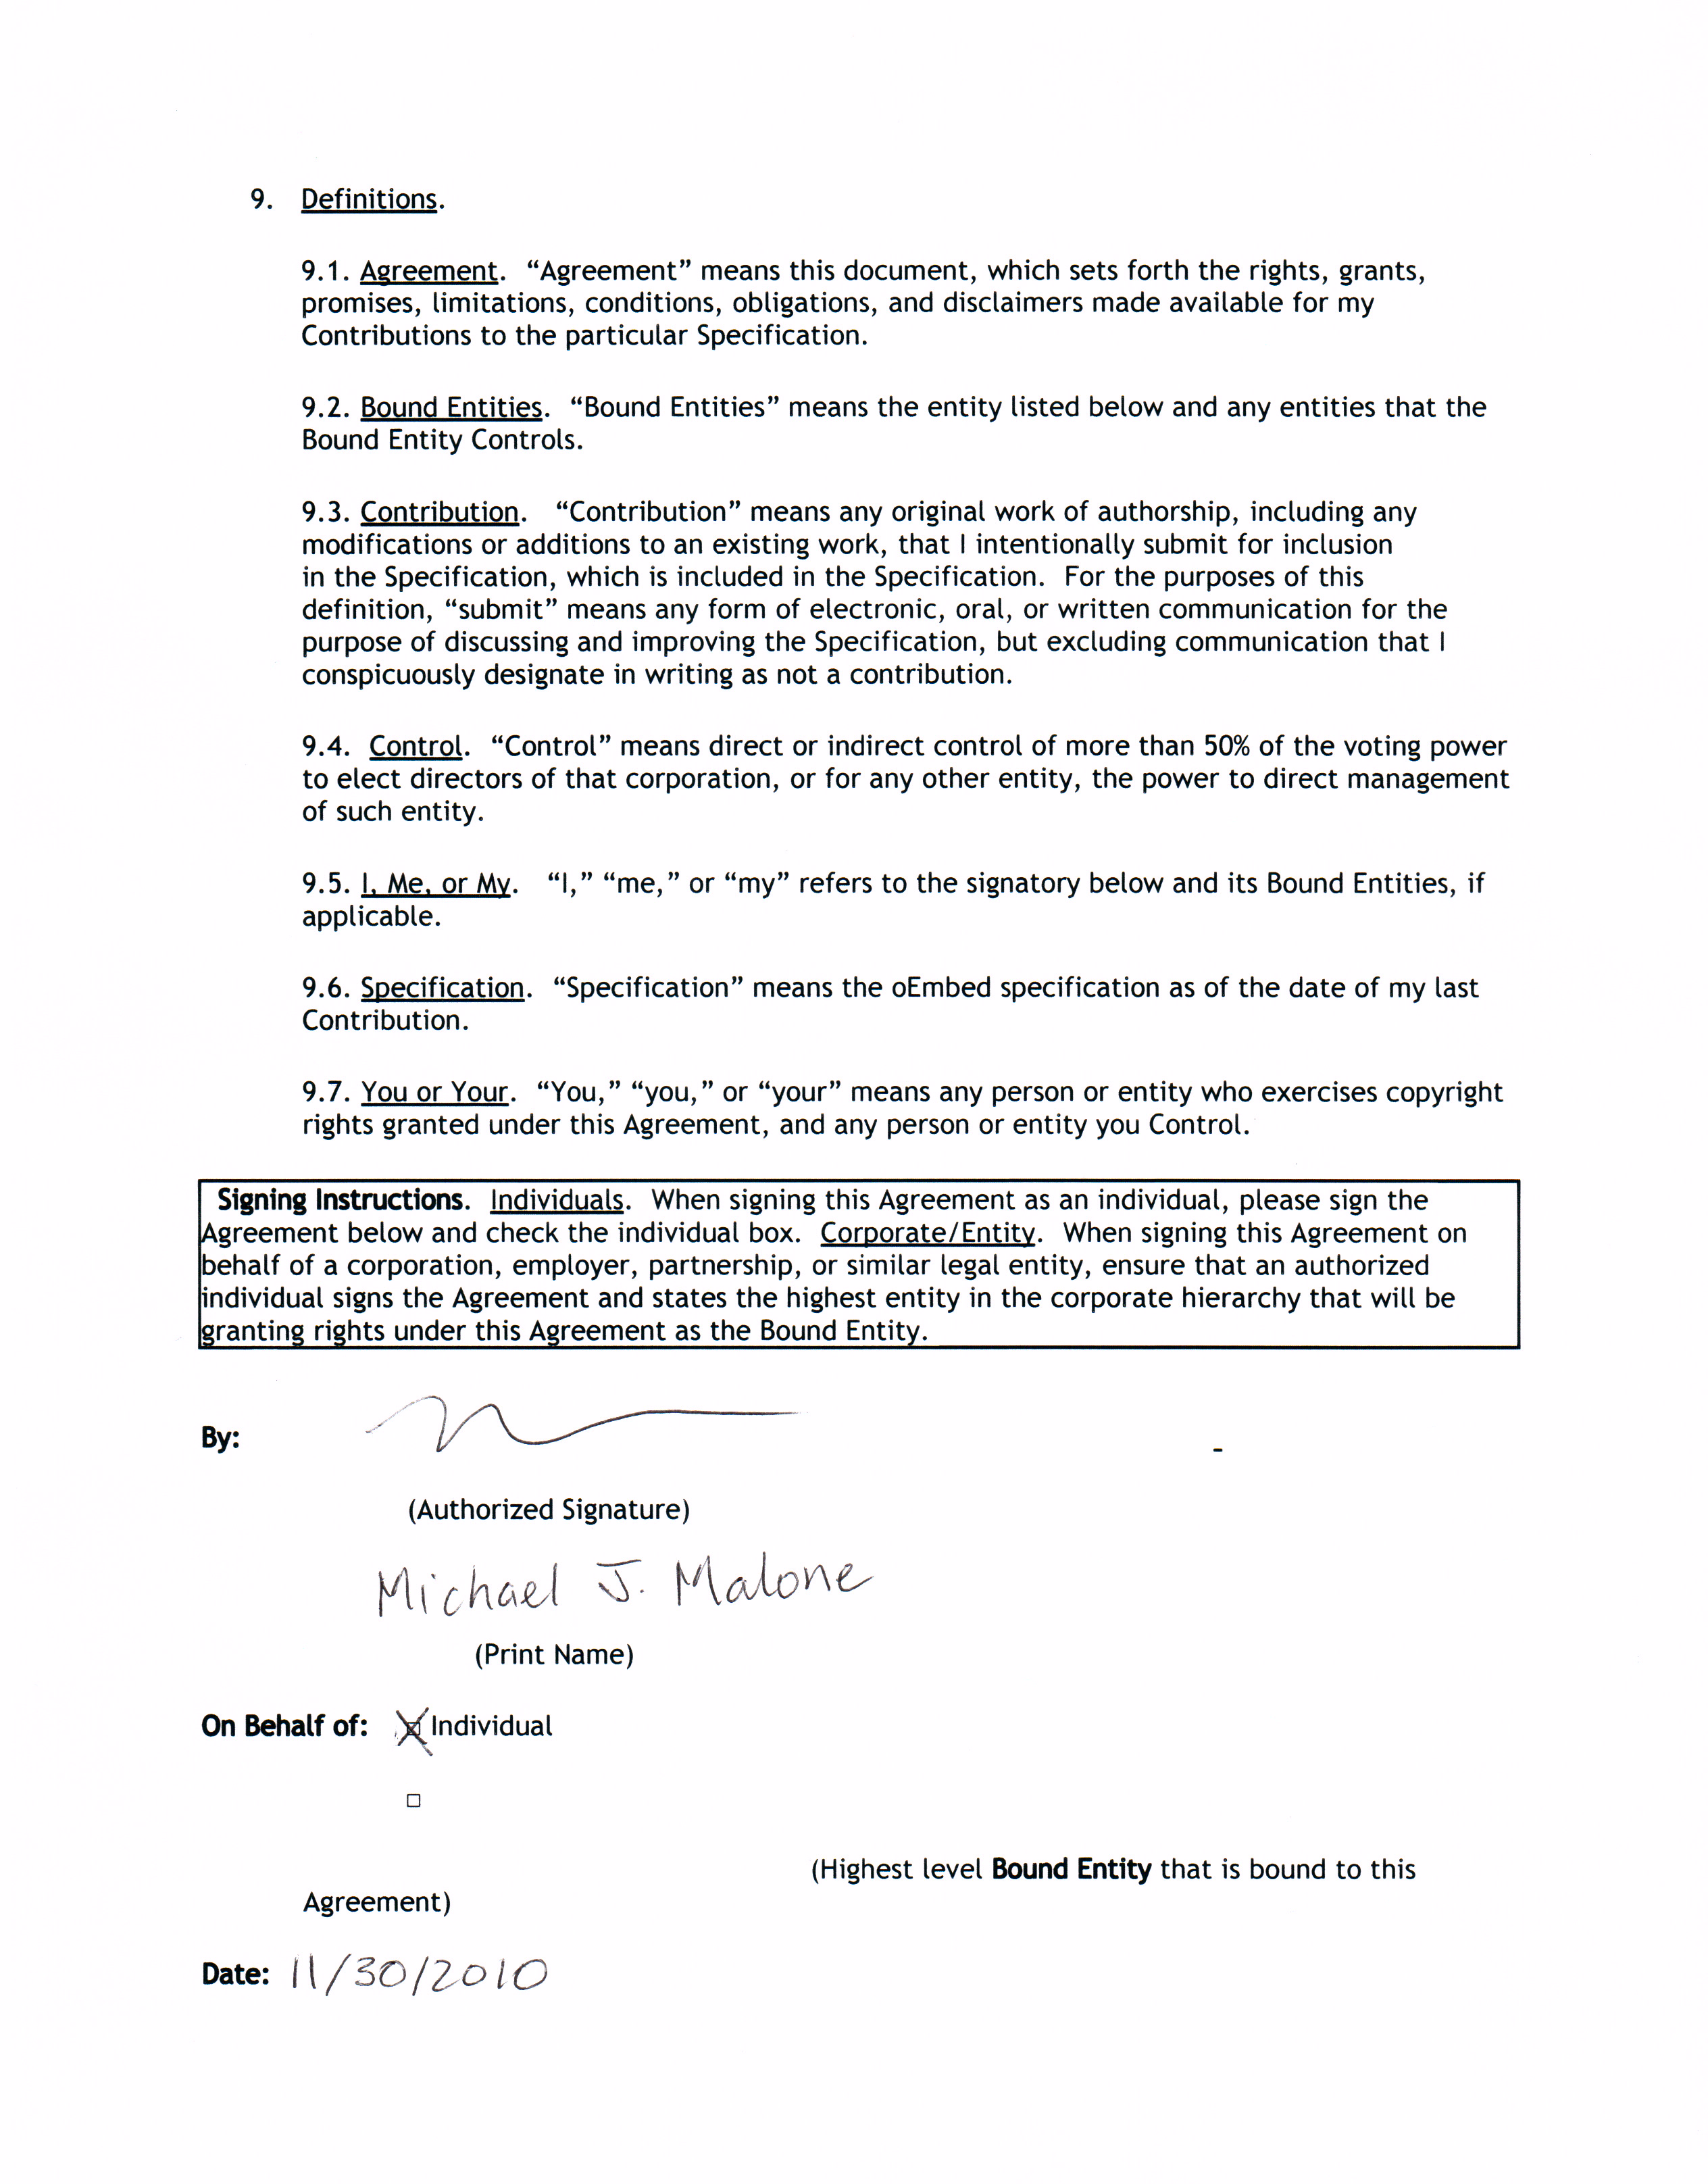 9. Definitions.
9.1. Agreement. “Agreement” means this document, which sets forth the rights, grants,
promises, limitations, conditions, obligations, and disclaimers made available for my
Contributions to the particular Specification.
9.2. Bound Entities. “Bound Entities” means the entity listed below and any entities that the
Bound Entity Controls.
9.3. Contribution. “Contribution” means any original work of authorship, including any
modifications or additions to an existing work, that I intentionally submit for inclusion
in the Specification, which is included in the Specification. For the purposes of this
definition, “submit” means any form of electronic, oral, or written communication for the
purpose of discussing and improving the Specification, but excluding communication that I
conspicuously designate in writing as not a contribution.
9.4. Control. “Control” means direct or indirect control of more than 50% of the voting power
to elect directors of that corporation, or for any other entity, the power to direct management
of such entity.
9.5. I, Me, or My. “I,” “me,” or “my” refers to the signatory below and its Bound Entities, if
applicable.
9.6. Specification. “Specification” means the oEmbed specification as of the date of my last
Contribution.
9.7. You or Your. “You,” “you,” or “your” means any person or entity who exercises copyright
rights granted under this Agreement, and any person or entity you Control.
Signing Instructions. Individuals. When signing this Agreement as an individual, please sign the
Agreement below and check the individual box. Corporate/Entity. When signing this Agreement on
behalf of a corporation, employer, partnership, or similar legal entity, ensure that an authorized
individual signs the Agreement and states the highest entity in the corporate hierarchy that will be
granting rights under this Agreement as the Bound Entity.
By:
(Authorized Signature)
Michael J. Malone
(Print Name)
On Behalf of: Individual
(Highest level Bound Entity that is bound to this
Agreement)
Date: 11/30/2010